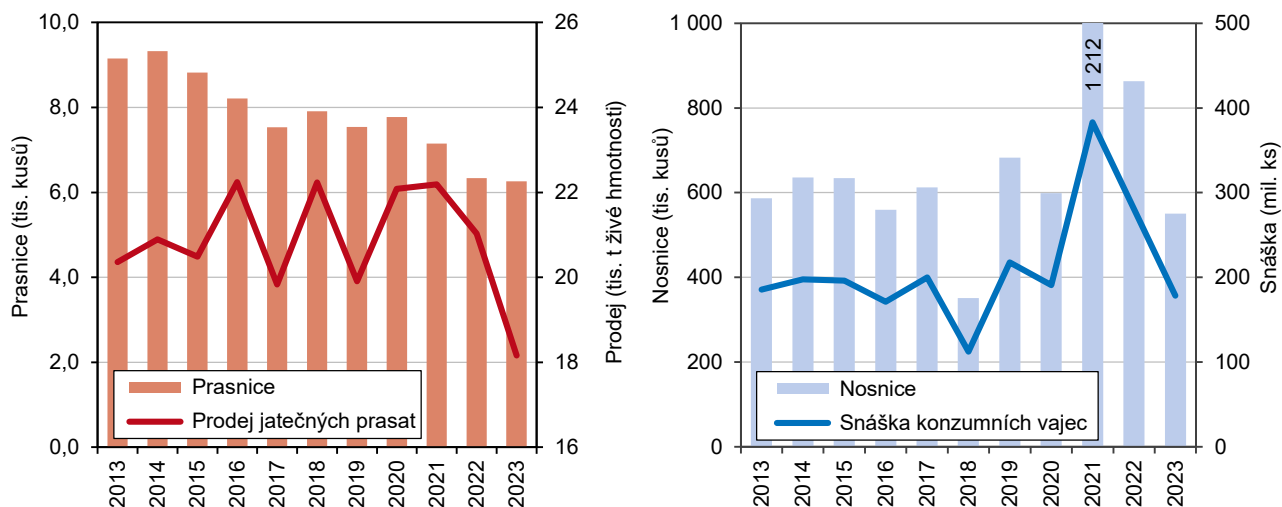 10,0
8,0
6,0
4,0
2,0
0,0
Prasnice (tis. kusů)
26
24
22
20
18
16
Prodej (tis. t živé hmotnosti)
Prasnice
Prodej jatečných prasat
2013 2014 2015 2016 2017 2018 2019 2020 2021 2022 2023
1 000
800
600
400
200
0
Nosnice (tis. kusů)
500
400
300
200
100
0
Snáška (mil. ks)
1 212
Nosnice
Snáška konzumních vajec
2013 2014 2015 2016 2017 2018 2019 2020 2021 2022 2023